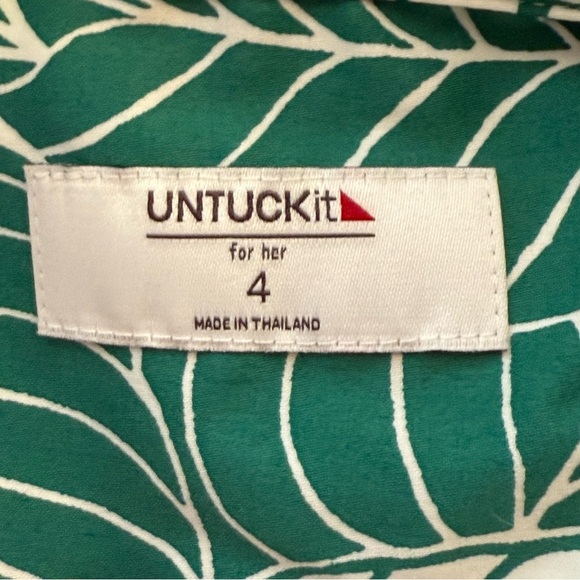 UNTUCKit
for her
4
MADE IN THAILAND